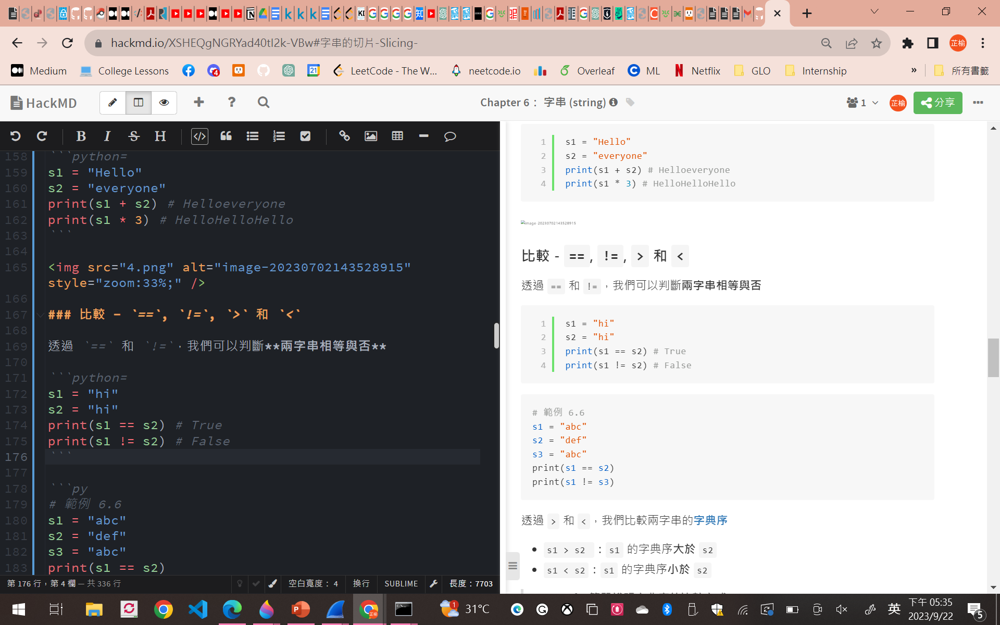 hackmd.io/XSHEQgNGRYad40tI2k-VBw#字串的切片-Slicing-
芷榆
Medium
College Lessons
LeetCode - The W...
neetcode.io
Overleaf
ML
Netflix
GLO
Internship
»
所有書籤
HackMD
Chapter 6： 字串 (string)
1
芷榆
分享
158 ```python=
159 s1 = "Hello"
160 s2 = "everyone"
161 print(s1 + s2) # Helloeveryone
162 print(s1 * 3) # HelloHelloHello
163 ```
164
165 <img src="4.png" alt="image-20230702143528915"
style="zoom:33%;" />
166
167 ### 比較 - `==`, `!=`, `>` 和 `<`
168
169 透過 `==` 和 `!=`，我們可以判斷**兩字串相等與否**
170
171 ```python=
172 s1 = "hi"
173 s2 = "hi"
174 print(s1 == s2) # True
175 print(s1 != s2) # False
176 ```
177
178 ```py
179 # 範例 6.6
180 s1 = "abc"
181 s2 = "def"
182 s3 = "abc"
183 print(s1 == s2)
第 176 行，第 4 欄 — 共 336 行
空白寬度： 4
換行
SUBLIME
長度：7703
1 s1 = "Hello"
2 s2 = "everyone"
3 print(s1 + s2) # Helloeveryone
4 print(s1 * 3) # HelloHelloHello
image-20230702143528915
比較 - ==, !=, > 和 <
透過 == 和 !=，我們可以判斷兩字串相等與否
1 s1 = "hi"
2 s2 = "hi"
3 print(s1 == s2) # True
4 print(s1 != s2) # False
# 範例 6.6
s1 = "abc"
s2 = "def"
s3 = "abc"
print(s1 == s2)
print(s1 != s3)
透過 > 和 <，我們比較兩字串的字典序
s1 > s2 ： s1 的字典序大於 s2
s1 < s2 ： s1 的字典序小於 s2
31°C
英
下午 05:35
2023/9/22
5